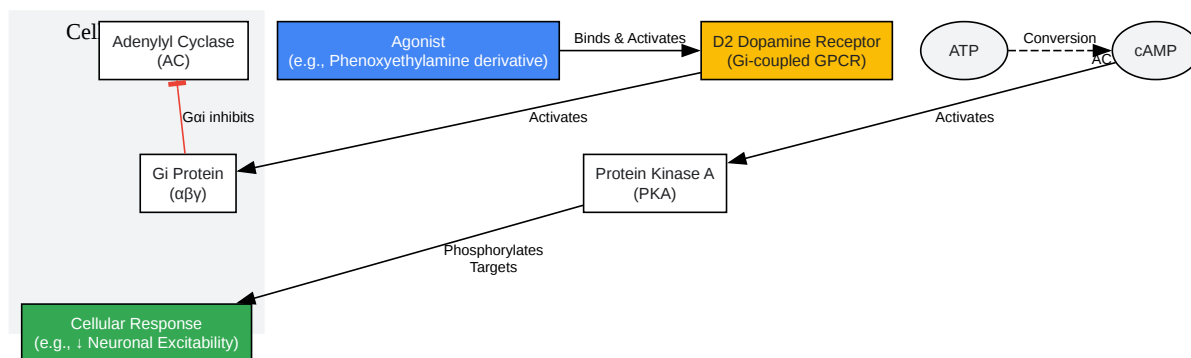 Cell
Adenylyl Cyclase
(AC)
Agonist
(e.g., Phenoxyethylamine derivative)
Binds & Activates
D2 Dopamine Receptor
(Gi-coupled GPCR)
ATP
Conversion
cAMP
AC
Gαi inhibits
Activates
Activates
Gi Protein
(αβγ)
Protein Kinase A
(PKA)
Phosphorylates
Targets
Cellular Response
(e.g., ↓ Neuronal Excitability)